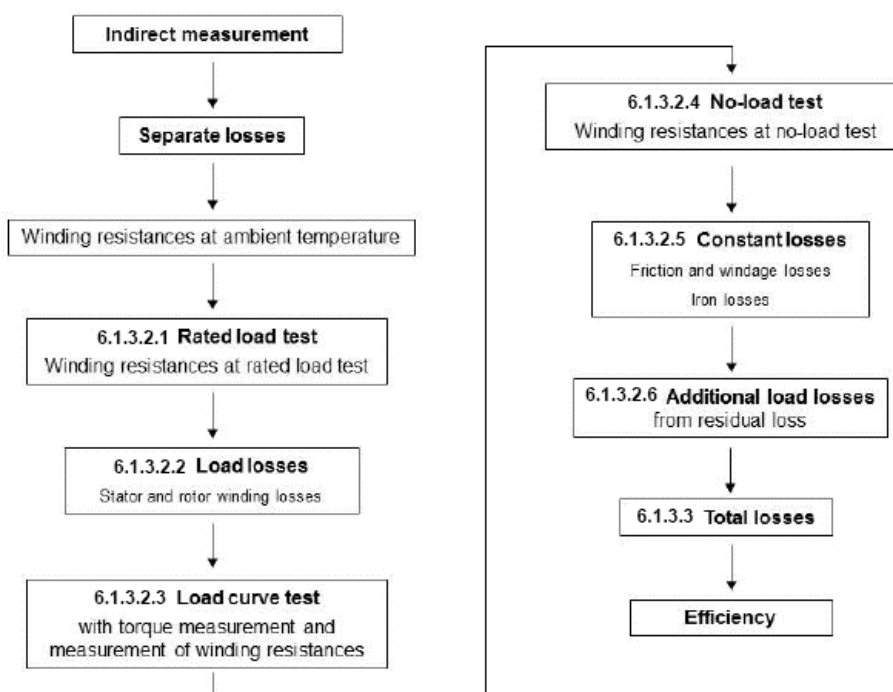 Indirect measurement
Separate losses
Winding resistances at ambient temperature
6.1.3.2.1 Rated load test
Winding resistances at rated load test
6.1.3.2.2 Load losses
Stator and rotor winding losses
6.1.3.2.3 Load curve test
with torque measurement and
measurement of winding resistances
6.1.3.2.4 No-load test
Winding resistances at no-load test
6.1.3.2.5 Constant losses
Friction and windage losses
Iron losses
6.1.3.2.6 Additional load losses
from residual loss
6.1.3.3 Total losses
Efficiency